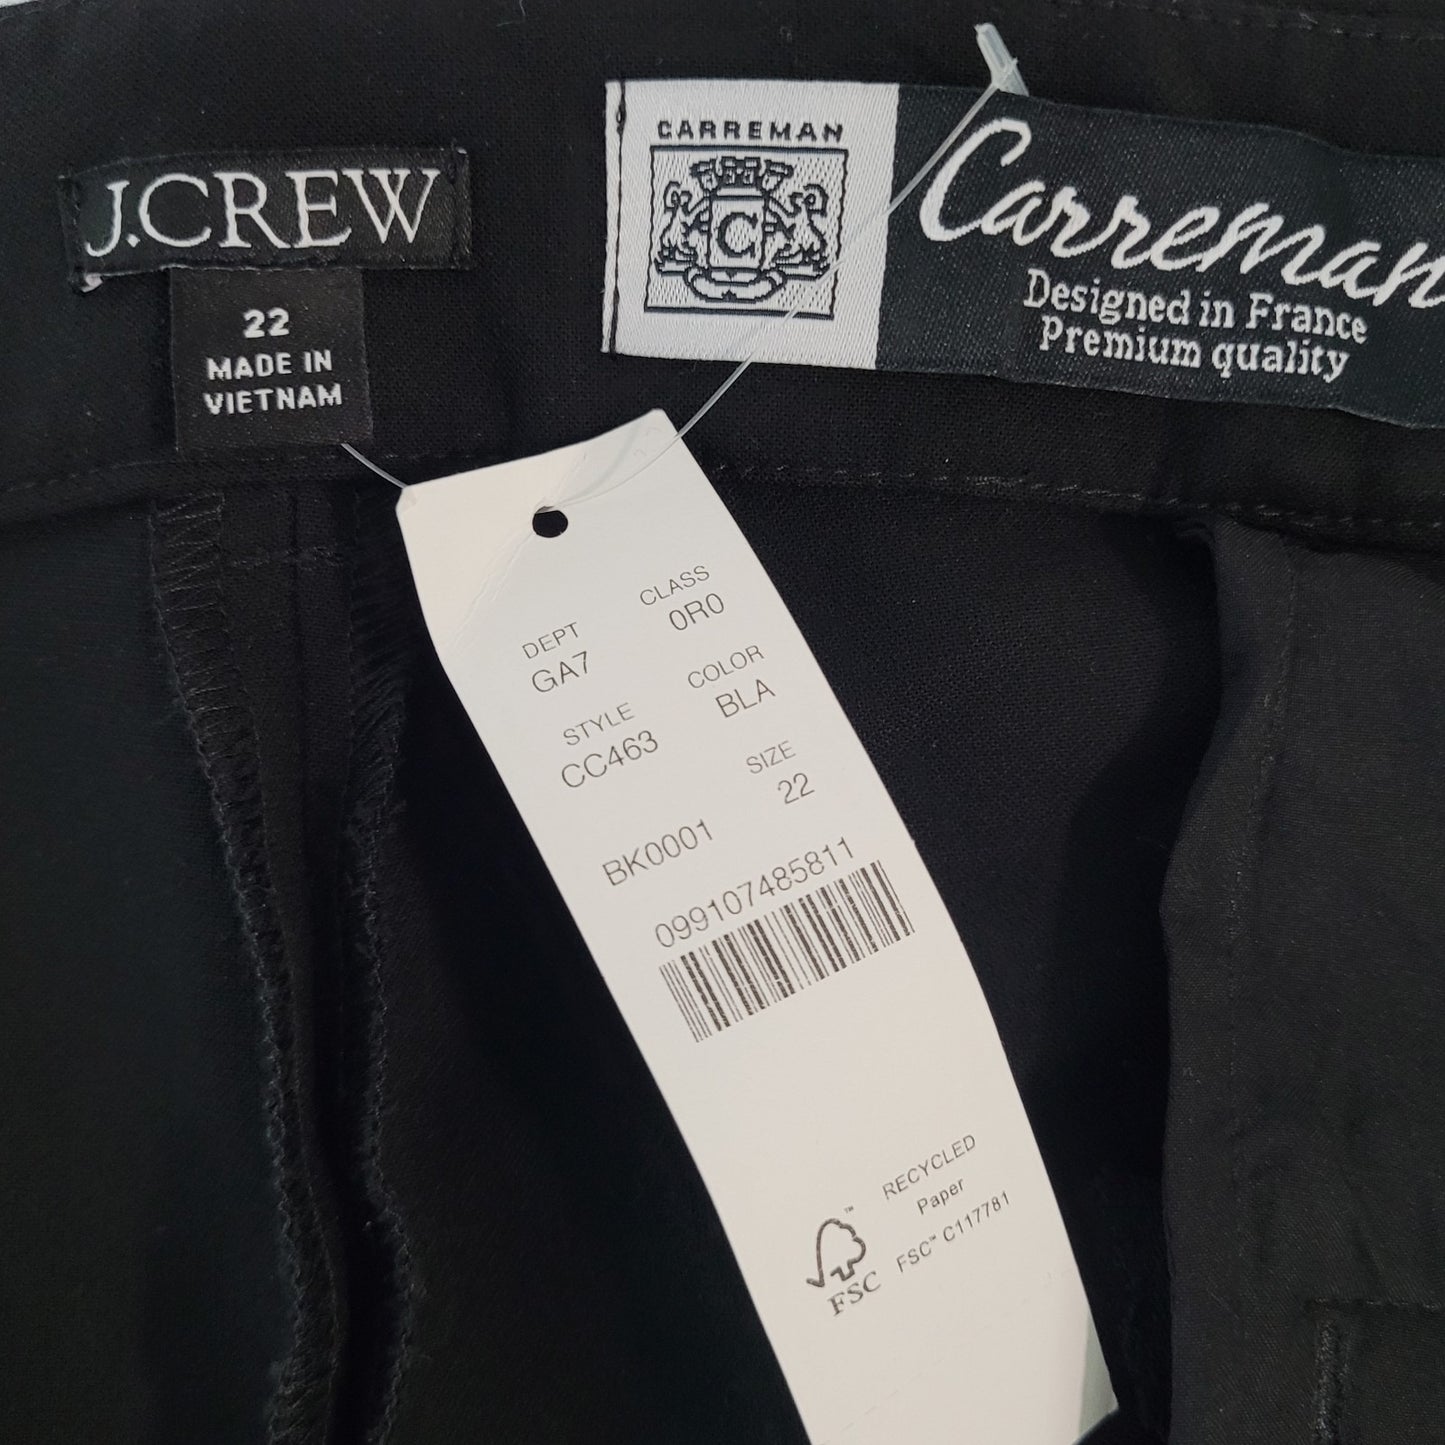 J.CREW
22
MADE IN
VIETNAM
CARREMAN
C
Carreman
Designed in France
Premium quality
DEPT CLASS
GA7 0R0
STYLE COLOR
CC463 BLA
SIZE
22
BK0001
099107485811
RECYCLED
Paper
FSC™ C117781
™
FSC